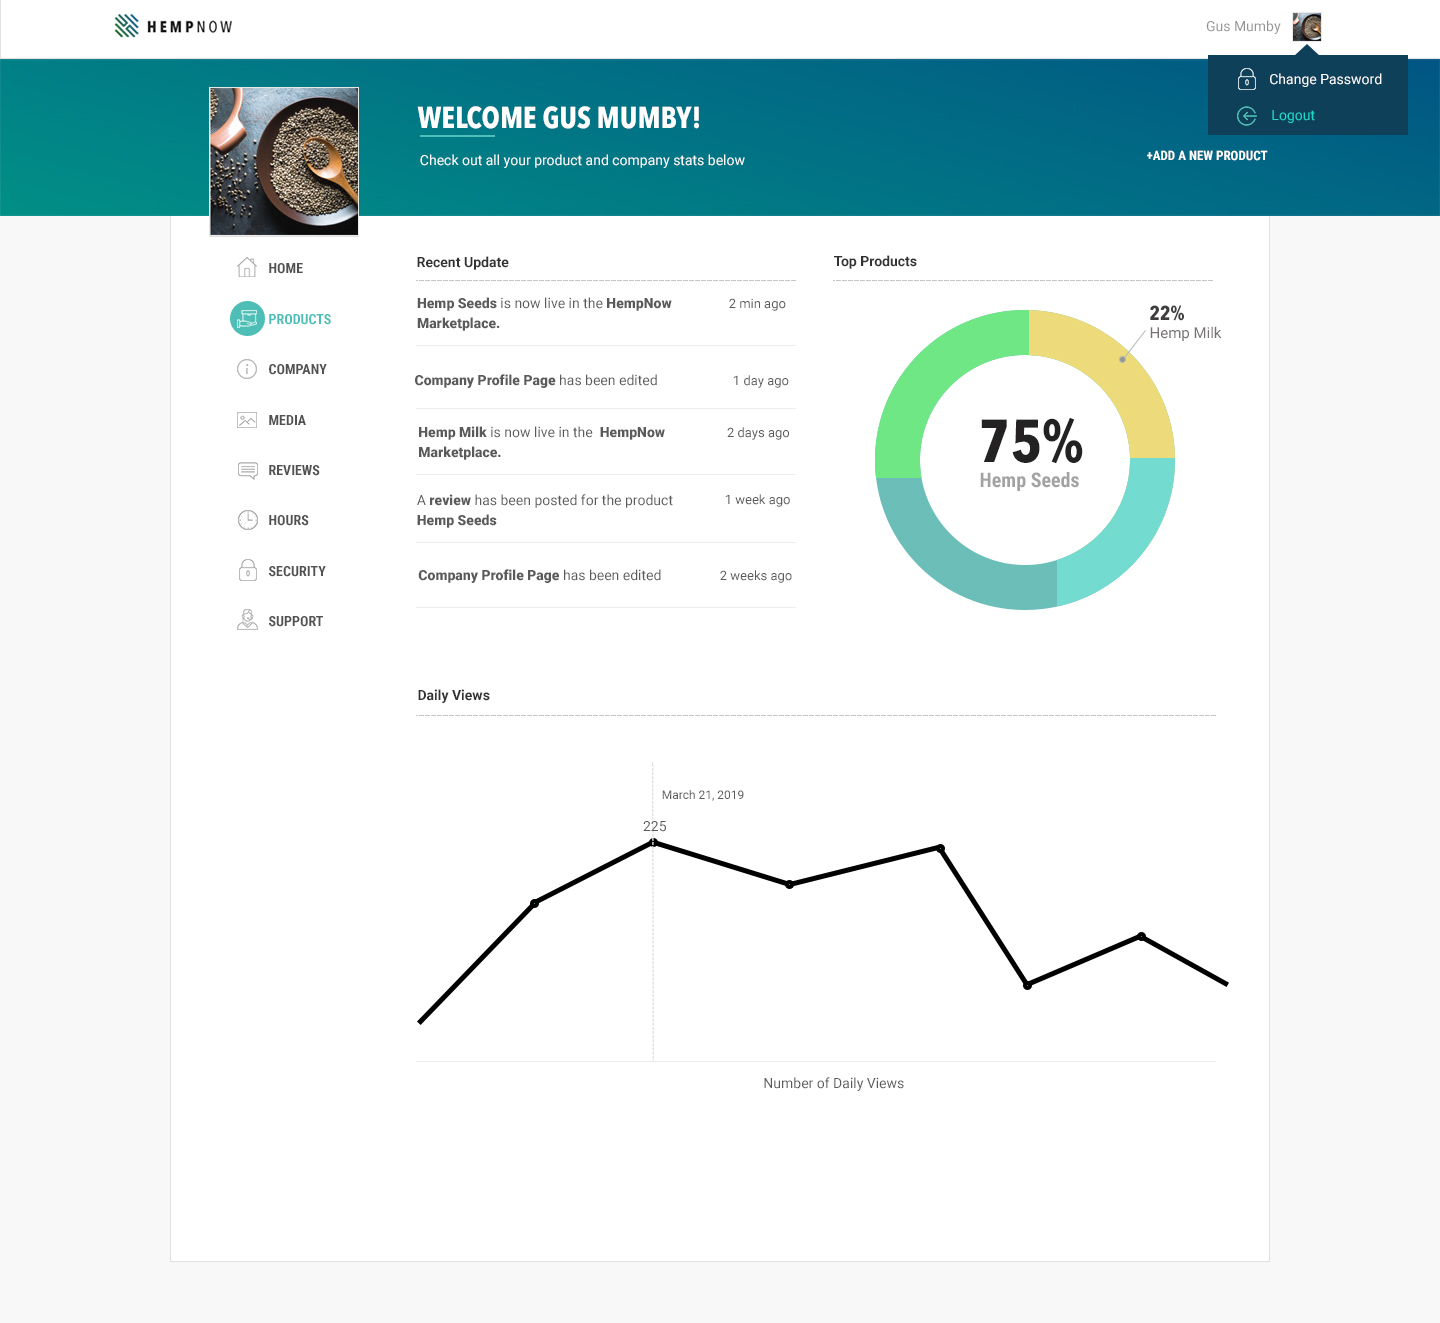 HEMPNOW
Gus Mumby
Change Password
Logout
WELCOME GUS MUMBY!
Check out all your product and company stats below
+ADD A NEW PRODUCT
HOME
PRODUCTS
COMPANY
MEDIA
REVIEWS
HOURS
SECURITY
SUPPORT
Recent Update
Hemp Seeds is now live in the HempNow
Marketplace.
2 min ago
Company Profile Page has been edited
1 day ago
Hemp Milk is now live in the HempNow
Marketplace.
2 days ago
A review has been posted for the product
Hemp Seeds
1 week ago
Company Profile Page has been edited
2 weeks ago
Top Products
22%
Hemp Milk
75%
Hemp Seeds
Daily Views
March 21, 2019
225
Number of Daily Views